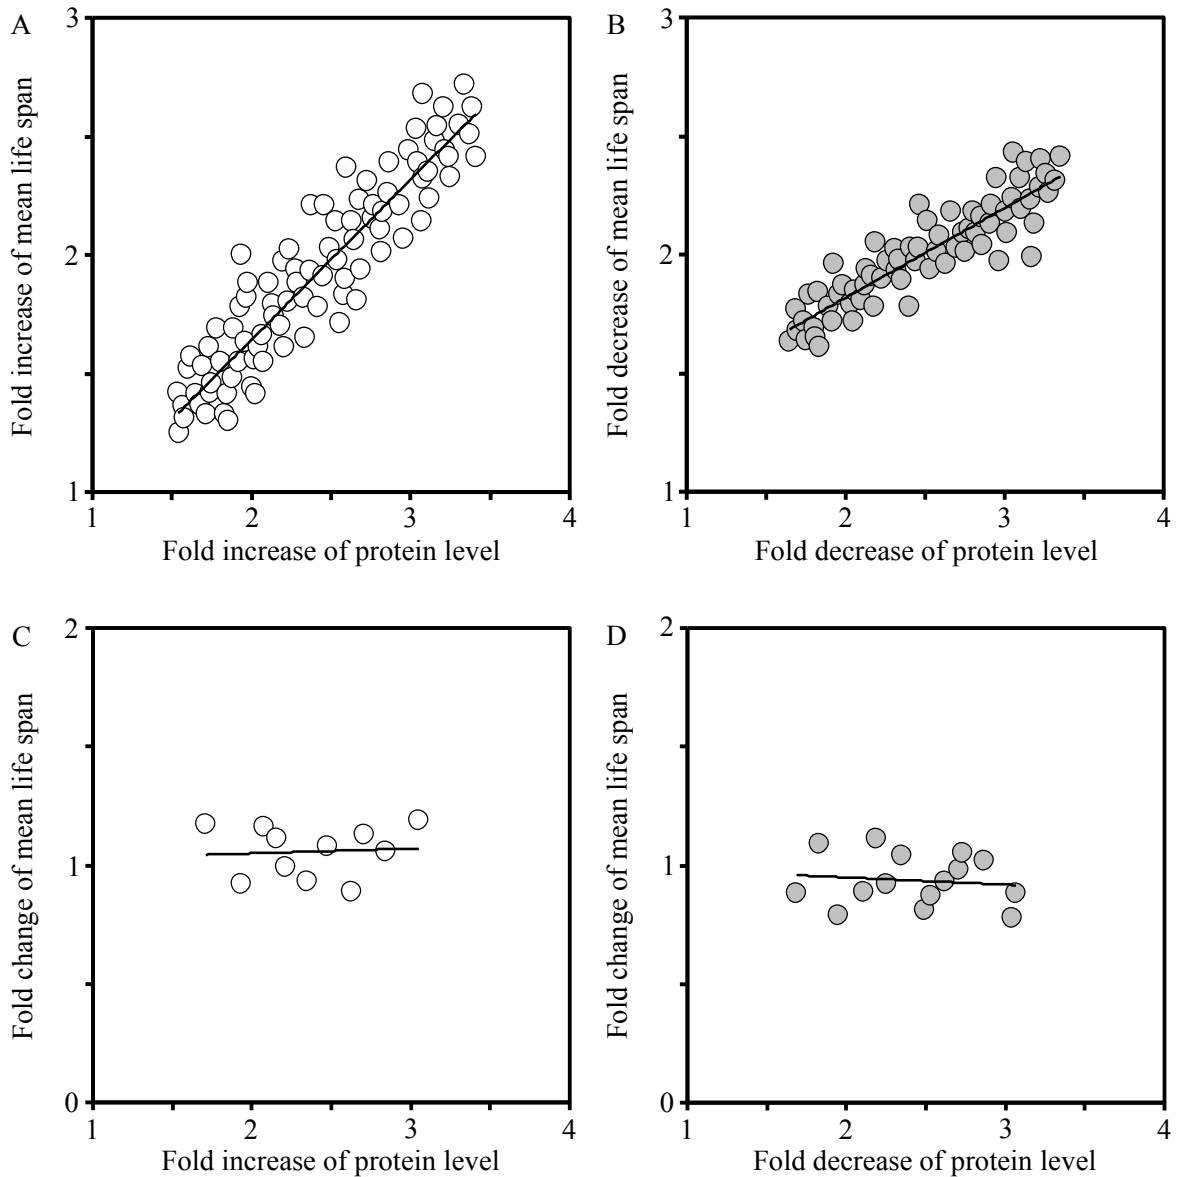 A
3
2
1
Fold increase of mean life span
1 2 3 4
Fold increase of protein level
B
3
2
1
Fold decrease of mean life span
1 2 3 4
Fold decrease of protein level
C
2
1
0
Fold change of mean life span
1 2 3 4
Fold increase of protein level
D
2
1
0
Fold change of mean life span
1 2 3 4
Fold decrease of protein level